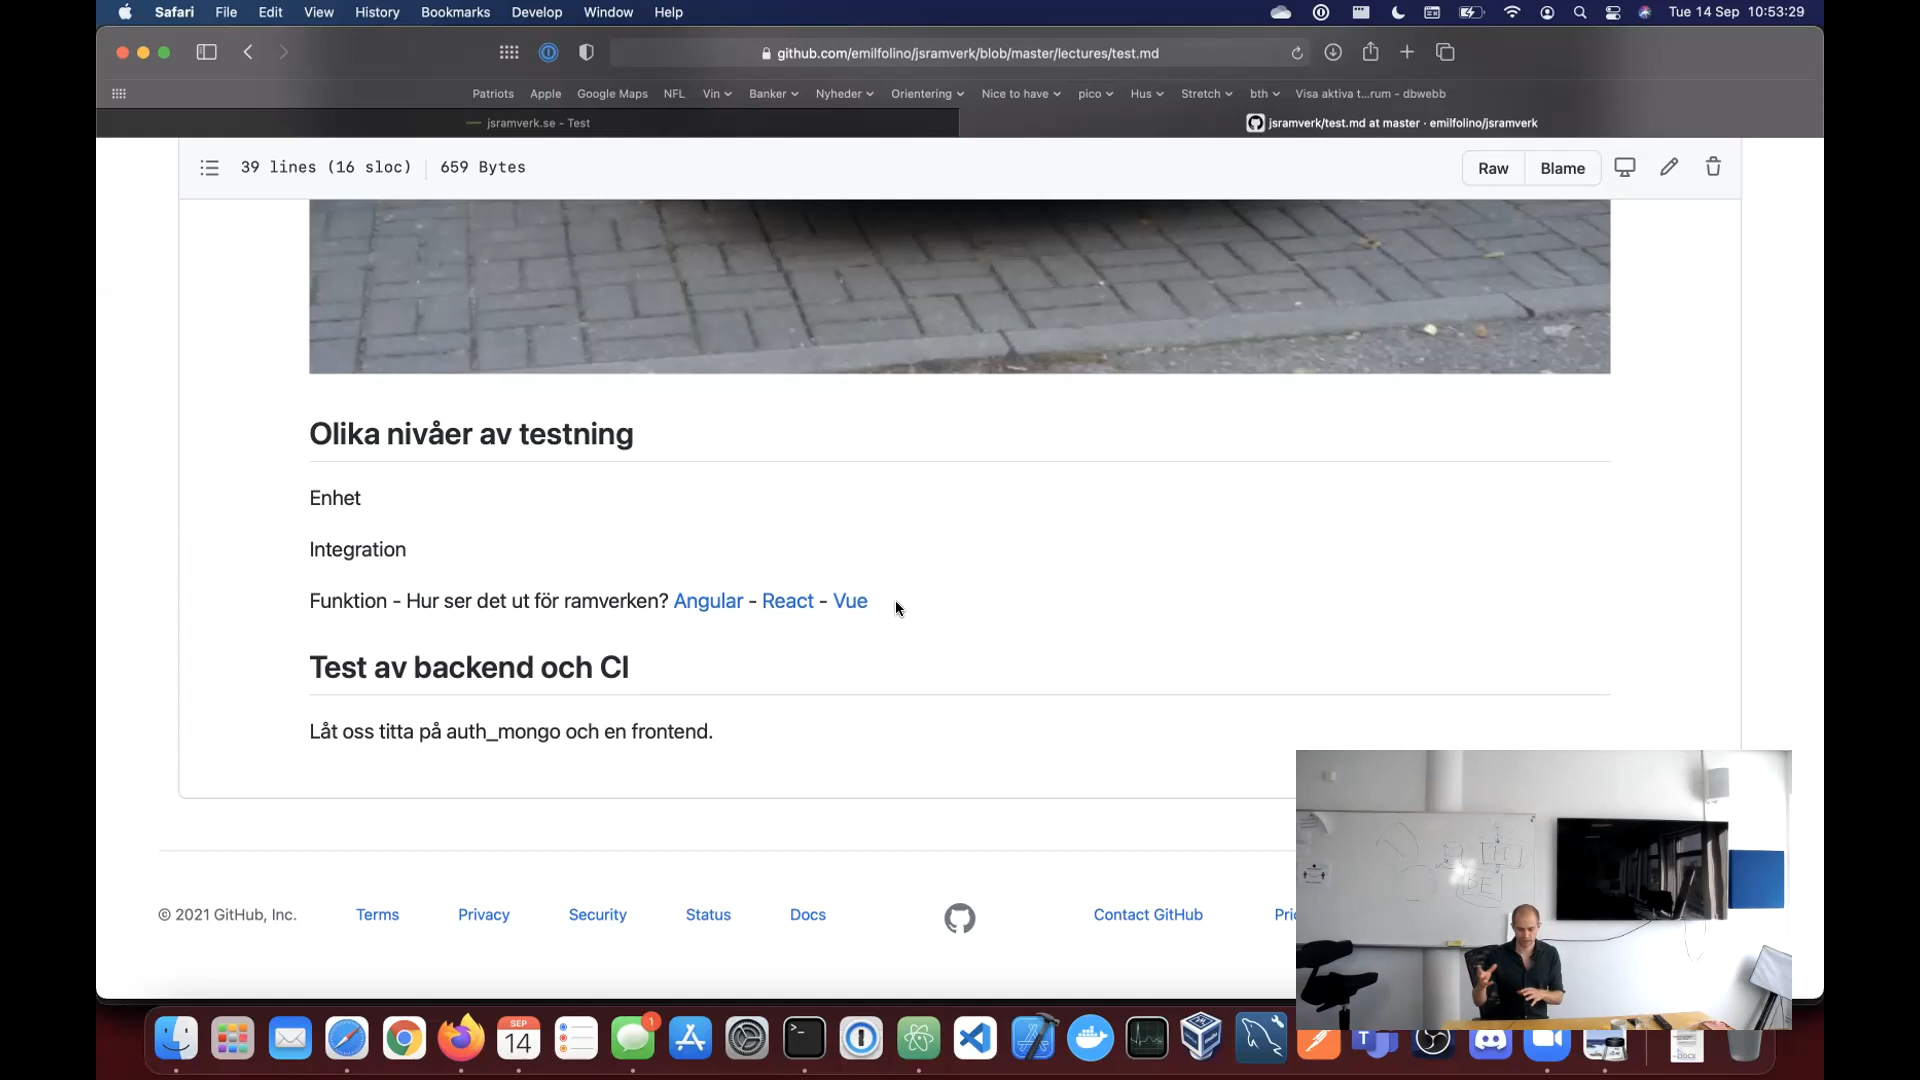 Safari File Edit View History Bookmarks Develop Window Help Tue 14 Sep 10:53:29
github.com/emilfolino/jsramverk/blob/master/lectures/test.md
Patriots Apple Google Maps NFL Vin Banker Nyheder Orientering Nice to have pico Hus Stretch bth Visa aktiva t...rum - dbwebb
jsramverk.se - Test jsramverk/test.md at master · emilfolino/jsramverk
39 lines (16 sloc) 659 Bytes Raw Blame
Olika nivåer av testning
Enhet
Integration
Funktion - Hur ser det ut för ramverken? Angular - React - Vue
Test av backend och CI
Låt oss titta på auth_mongo och en frontend.
BE
© 2021 GitHub, Inc. Terms Privacy Security Status Docs Contact GitHub
SEP
14
1
DOCX